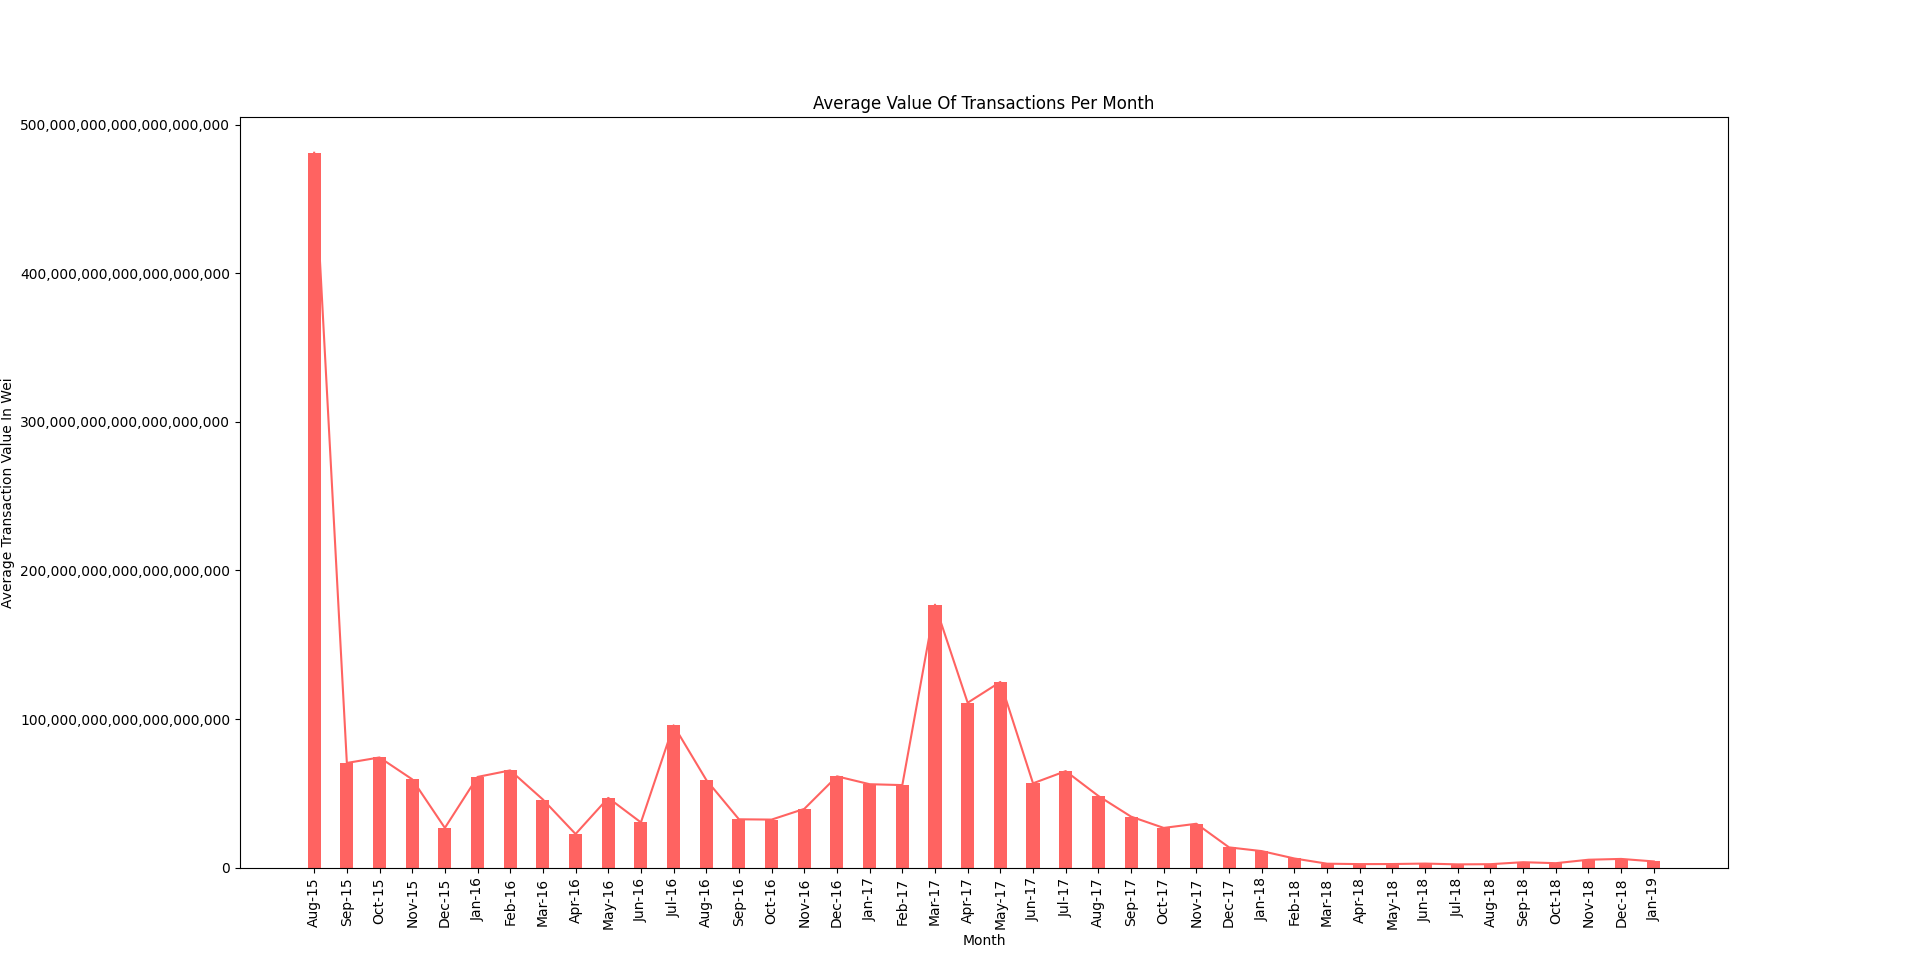 Average Value Of Transactions Per Month
500,000,000,000,000,000,000
400,000,000,000,000,000,000
300,000,000,000,000,000,000
200,000,000,000,000,000,000
100,000,000,000,000,000,000
0
Average Transaction Value In Wei
Aug-15
Sep-15
Oct-15
Nov-15
Dec-15
Jan-16
Feb-16
Mar-16
Apr-16
May-16
Jun-16
Jul-16
Aug-16
Sep-16
Oct-16
Nov-16
Dec-16
Jan-17
Feb-17
Mar-17
Apr-17
May-17
Jun-17
Jul-17
Aug-17
Sep-17
Oct-17
Nov-17
Dec-17
Jan-18
Feb-18
Mar-18
Apr-18
May-18
Jun-18
Jul-18
Aug-18
Sep-18
Oct-18
Nov-18
Dec-18
Jan-19
Month